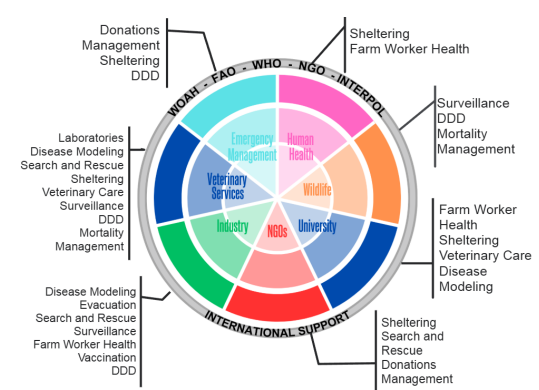 Donations
Management
Sheltering
DDD
Sheltering
Farm Worker Health
WOAH - FAO - WHO - NGO - INTERPOL
Surveillance
DDD
Mortality
Management
Laboratories
Disease Modeling
Search and Rescue
Sheltering
Veterinary Care
Surveillance
DDD
Mortality
Management
Emergency
Management
Human
Health
Veterinary
Services
Wildlife
Industry
NGOs
University
Farm Worker
Health
Sheltering
Veterinary Care
Disease
Modeling
Disease Modeling
Evacuation
Search and Rescue
Surveillance
Farm Worker Health
Vaccination
DDD
INTERNATIONAL SUPPORT
Sheltering
Search and
Rescue
Donations
Management